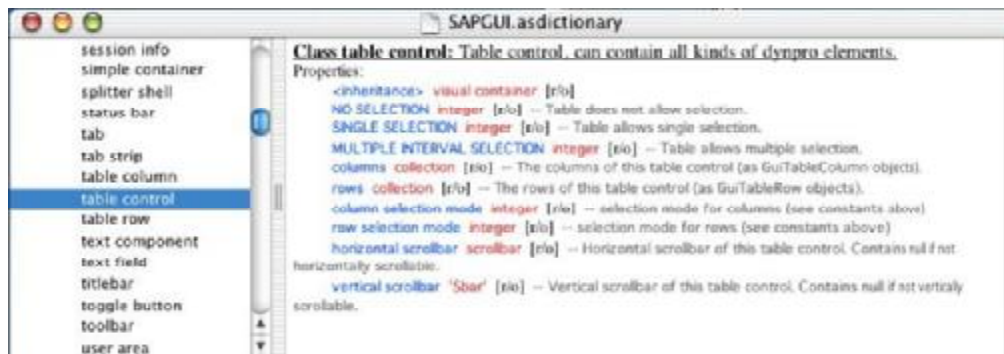 SAPGUI.asdictionary
session info
simple container
splitter shell
status bar
tab
tab strip
table column
table control
table row
text component
text field
titlebar
toggle button
toolbar
user area
Class table control: Table control, can contain all kinds of dynpro elements.
Properties:
<inheritance> visual container [r/o]
NO SELECTION integer [r/o] -- Table does not allow selection.
SINGLE SELECTION integer [r/o] -- Table allows single selection.
MULTIPLE INTERVAL SELECTION integer [r/o] -- Table allows multiple selection.
columns collection [r/o] -- The columns of this table control (as GuiTableColumn objects).
rows collection [r/o] -- The rows of this table control (as GuiTableRow objects).
column selection mode integer [r/o] -- selection mode for columns (see constants above)
row selection mode integer [r/o] -- selection mode for rows (see constants above)
horizontal scrollbar scrollbar [r/o] -- Horizontal scrollbar of this table control. Contains null if not
horizontally scrollable.
vertical scrollbar 'Sbar' [r/o] -- Vertical scrollbar of this table control. Contains null if not vertically
scrollable.